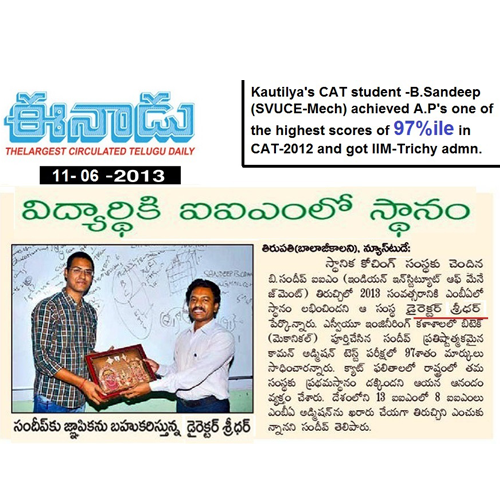 Kautilya's CAT student -B.Sandeep
(SVUCE-Mech) achieved A.P's one of
the highest scores of 97%ile in
CAT-2012 and got IIM-Trichy admn.
ఈనాడు
THELARGEST CIRCULATED TELUGU DAILY
11-06-2013
విద్యార్థికి ఐఐఎంలో స్థానం
తిరుపతి(బాలాజీకాలని), న్యూస్‌టుడే:
స్థానిక కోచింగ్ సంస్థకు చెందిన
బి.సందీప్ ఐఐఎం (ఇండియన్ ఇన్‌స్టిట్యూట్ ఆఫ్ మేనే
జ్‌మెంట్) తిరుచ్చిలో 2013 సంవత్సరానికి ఎంబీఏలో
స్థానం లభించిందని ఆ సంస్థ డైరెక్టర్ శ్రీధర్
పేర్కొన్నారు. ఎస్వీయూ ఇంజినీరింగ్ కళాశాలలో బీటెక్
(మెకానికల్) పూర్తిచేసిన సందీప్ ప్రతిష్టాత్మకమైన
కామన్ అడ్మిషన్ టెస్ట్ పరీక్షలో 97శాతం మార్కులు
సాధించారన్నారు. క్యాట్ ఫలితాలలో రాష్ట్రంలో తమ
సంస్థకు ప్రథమస్థానం దక్కిందని ఆయన ఆనందం
వ్యక్తం చేశారు. దేశంలోని 13 ఐఐఎంలో 8 ఐఐఎంలు
ఎంబీఏ అడ్మిషన్‌ను ఖరారు చేయగా తిరుచ్చిని ఎంచుకు
న్నానని సందీప్ తెలిపారు.
సందీప్‌కు జ్ఞాపికను బహుకరిస్తున్న డైరెక్టర్ శ్రీధర్